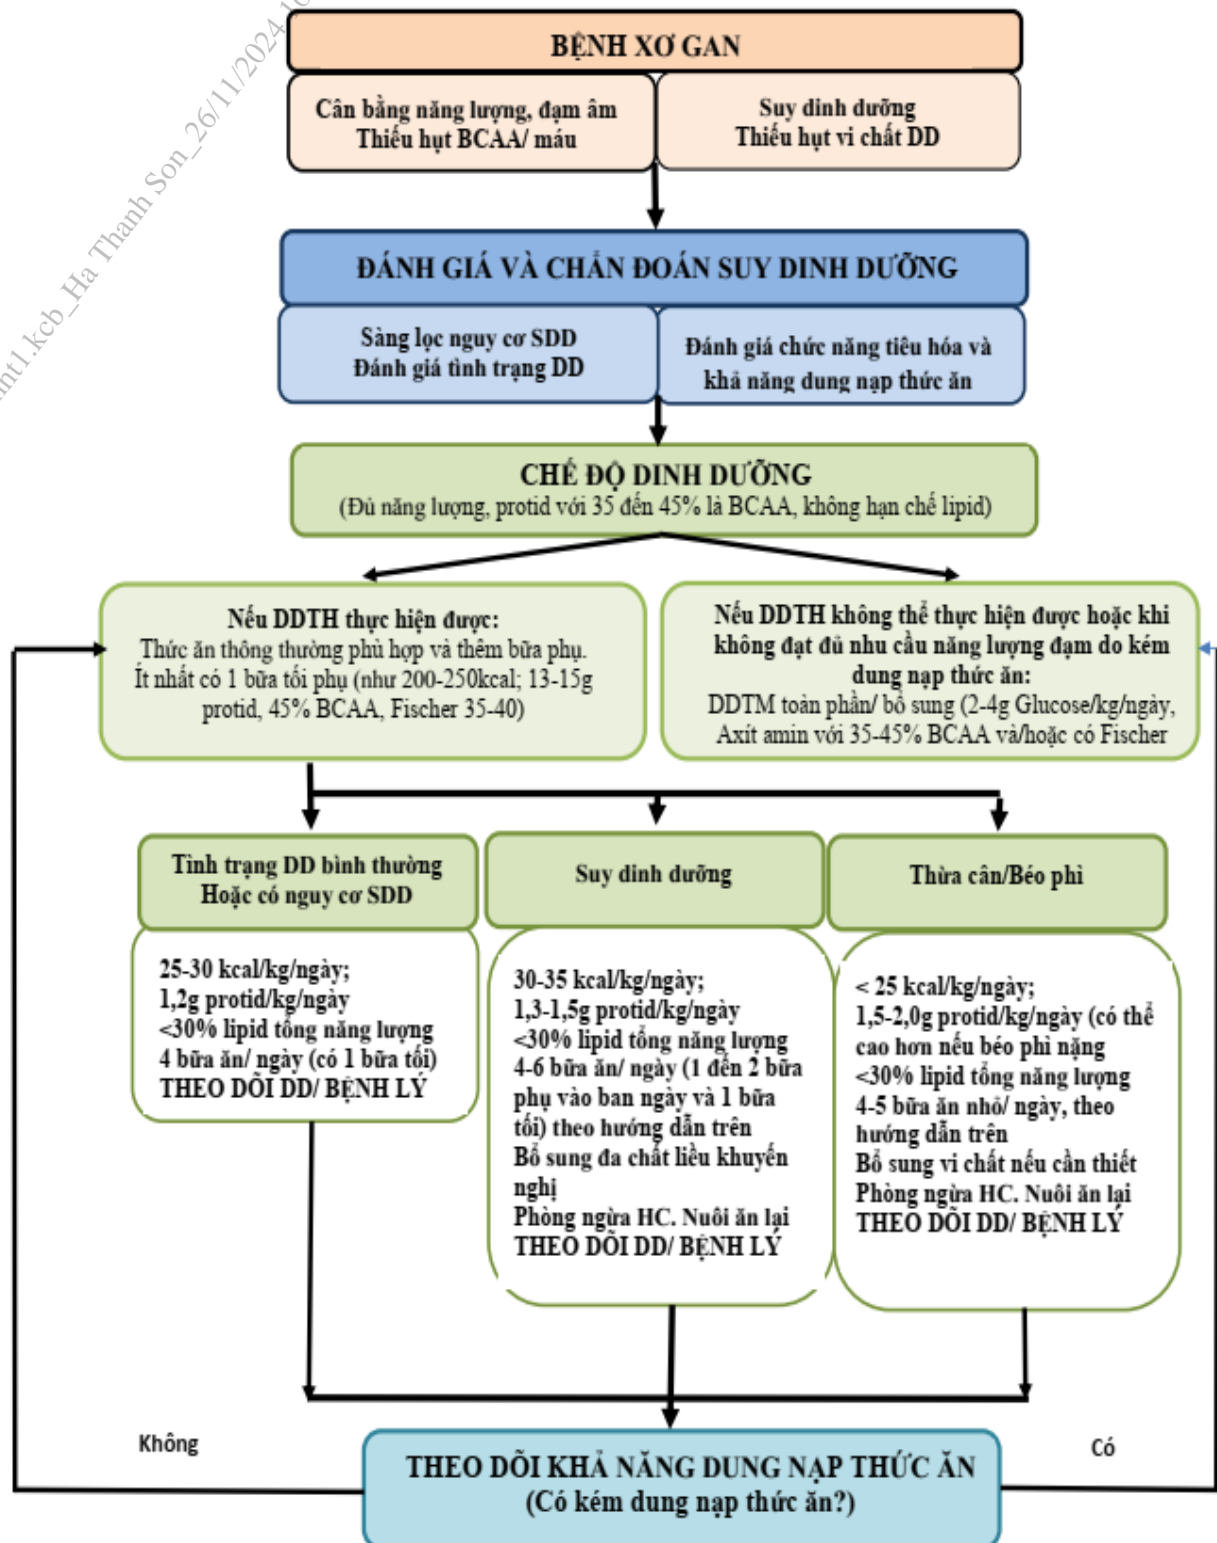 nt1.kcb_Ha Thanh Son_26/11/2024
BỆNH XƠ GAN
Cân bằng năng lượng, đạm âm
Thiếu hụt BCAA/ máu
Suy dinh dưỡng
Thiếu hụt vi chất DD
ĐÁNH GIÁ VÀ CHẨN ĐOÁN SUY DINH DƯỠNG
Sàng lọc nguy cơ SDD
Đánh giá tình trạng DD
Đánh giá chức năng tiêu hóa và
khả năng dung nạp thức ăn
CHẾ ĐỘ DINH DƯỠNG
(Đủ năng lượng, protid với 35 đến 45% là BCAA, không hạn chế lipid)
Nếu DDTH thực hiện được:
Thức ăn thông thường phù hợp và thêm bữa phụ.
Ít nhất có 1 bữa tối phụ (như 200-250kcal; 13-15g
protid, 45% BCAA, Fischer 35-40)
Nếu DDTH không thể thực hiện được hoặc khi
không đạt đủ nhu cầu năng lượng đạm do kém
dung nạp thức ăn:
DDTM toàn phần/ bổ sung (2-4g Glucose/kg/ngày,
Axít amin với 35-45% BCAA và/hoặc có Fischer
Tình trạng DD bình thường
Hoặc có nguy cơ SDD
25-30 kcal/kg/ngày;
1,2g protid/kg/ngày
<30% lipid tổng năng lượng
4 bữa ăn/ ngày (có 1 bữa tối)
THEO DÕI DD/ BỆNH LÝ
Suy dinh dưỡng
30-35 kcal/kg/ngày;
1,3-1,5g protid/kg/ngày
<30% lipid tổng năng lượng
4-6 bữa ăn/ ngày (1 đến 2 bữa
phụ vào ban ngày và 1 bữa
tối) theo hướng dẫn trên
Bổ sung đa chất liều khuyến
nghị
Phòng ngừa HC. Nuôi ăn lại
THEO DÕI DD/ BỆNH LÝ
Thừa cân/Béo phì
< 25 kcal/kg/ngày;
1,5-2,0g protid/kg/ngày (có thể
cao hơn nếu béo phì nặng
<30% lipid tổng năng lượng
4-5 bữa ăn nhỏ/ ngày, theo
hướng dẫn trên
Bổ sung vi chất nếu cần thiết
Phòng ngừa HC. Nuôi ăn lại
THEO DÕI DD/ BỆNH LÝ
Không
Có
THEO DÕI KHẢ NĂNG DUNG NẠP THỨC ĂN
(Có kém dung nạp thức ăn?)